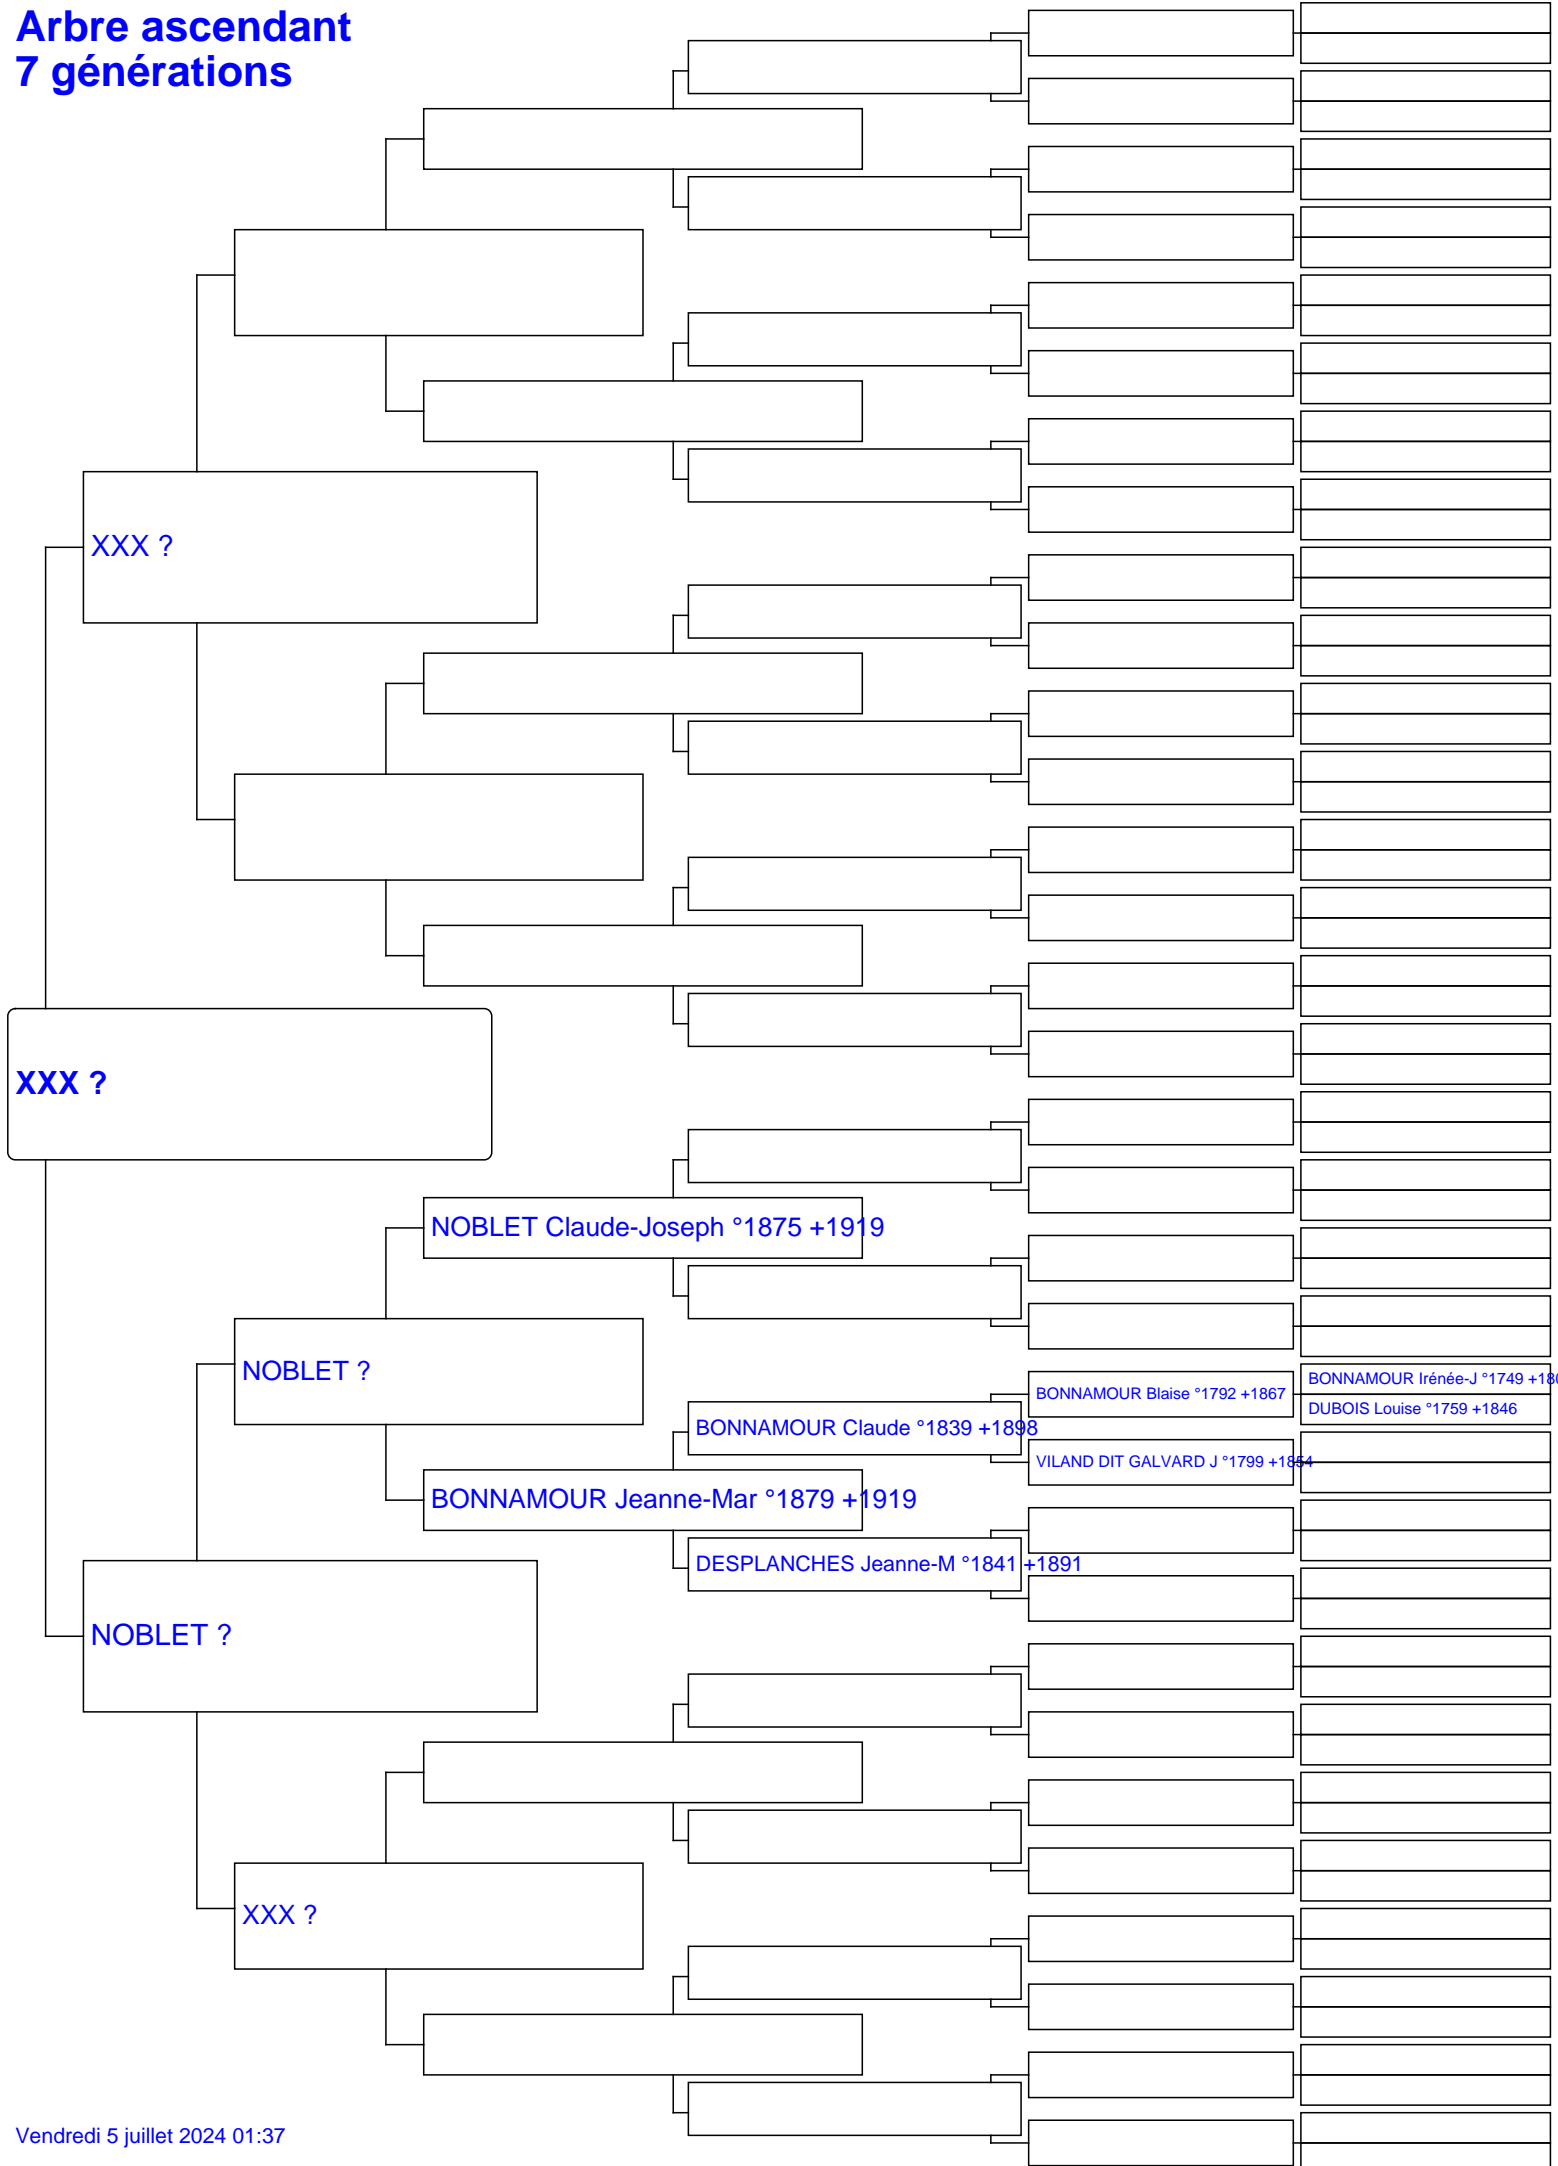 Arbre ascendant
7 générations
XXX ?
XXX ?
NOBLET Claude-Joseph °1875 +1919
NOBLET ?
BONNAMOUR Irénée-J °1749
BONNAMOUR Blaise °1792 +1867
DUBOIS Louise °1759 +1846
BONNAMOUR Claude °1839 +1898
VILAND DIT GALVARD J °1799 +1854
BONNAMOUR Jeanne-Mar °1879 +1919
DESPLANCHES Jeanne-M °1841 +1891
NOBLET ?
XXX ?
Vendredi 5 juillet 2024 01:37